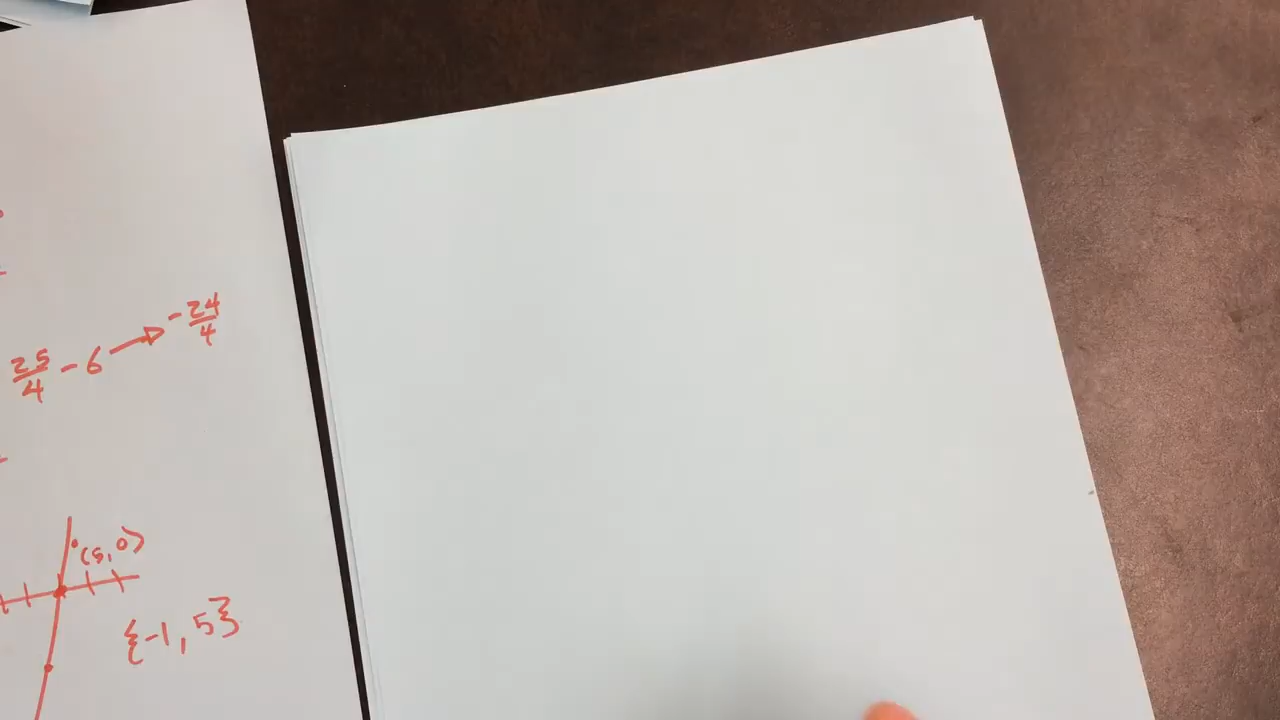 25/4 - 6 → -24/4
(5,0)
{-1, 5}